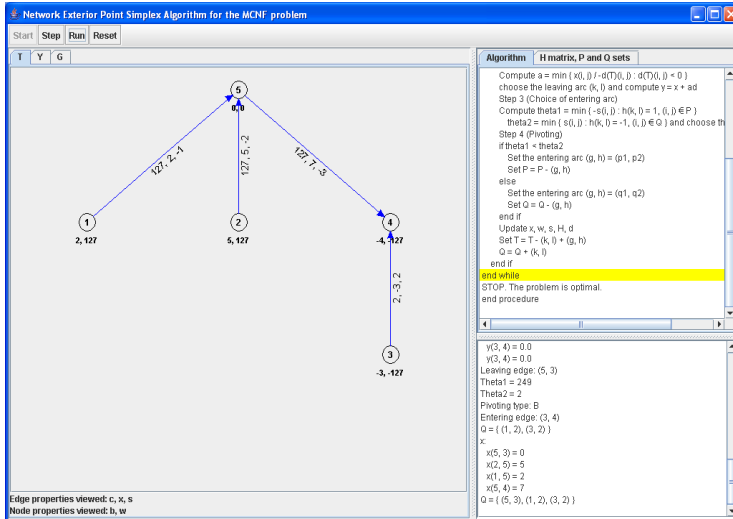 Network Exterior Point Simplex Algorithm for the MCNF problem
Start Step Run Reset
T Y G
5
0, 0
127, 2, -1
127, 5, -2
127, 7, -3
1
2, 127
2
5, 127
4
-4, -127
2, -3, 2
3
-3, -127
Edge properties viewed: c, x, s
Node properties viewed: b, w
Algorithm H matrix, P and Q sets
Compute a = min { x(i, j) / -d(T)(i, j) : d(T)(i, j) < 0 }
choose the leaving arc (k, l) and compute y = x + ad
Step 3 (Choice of entering arc)
Compute theta1 = min { -s(i, j) : h(k, l) = 1, (i, j) ∈ P }
theta2 = min { s(i, j) : h(k, l) = -1, (i, j) ∈ Q } and choose th
Step 4 (Pivoting)
if theta1 < theta2
Set the entering arc (g, h) = (p1, p2)
Set P = P - (g, h)
else
Set the entering arc (g, h) = (q1, q2)
Set Q = Q - (g, h)
end if
Update x, w, s, H, d
Set T = T - (k, l) + (g, h)
Q = Q + (k, l)
end if
end while
STOP. The problem is optimal.
end procedure
y(3, 4) = 0.0
y(3, 4) = 0.0
Leaving edge: (5, 3)
Theta1 = 249
Theta2 = 2
Pivoting type: B
Entering edge: (3, 4)
Q = { (1, 2), (3, 2) }
x:
x(5, 3) = 0
x(2, 5) = 5
x(1, 5) = 2
x(5, 4) = 7
Q = { (5, 3), (1, 2), (3, 2) }